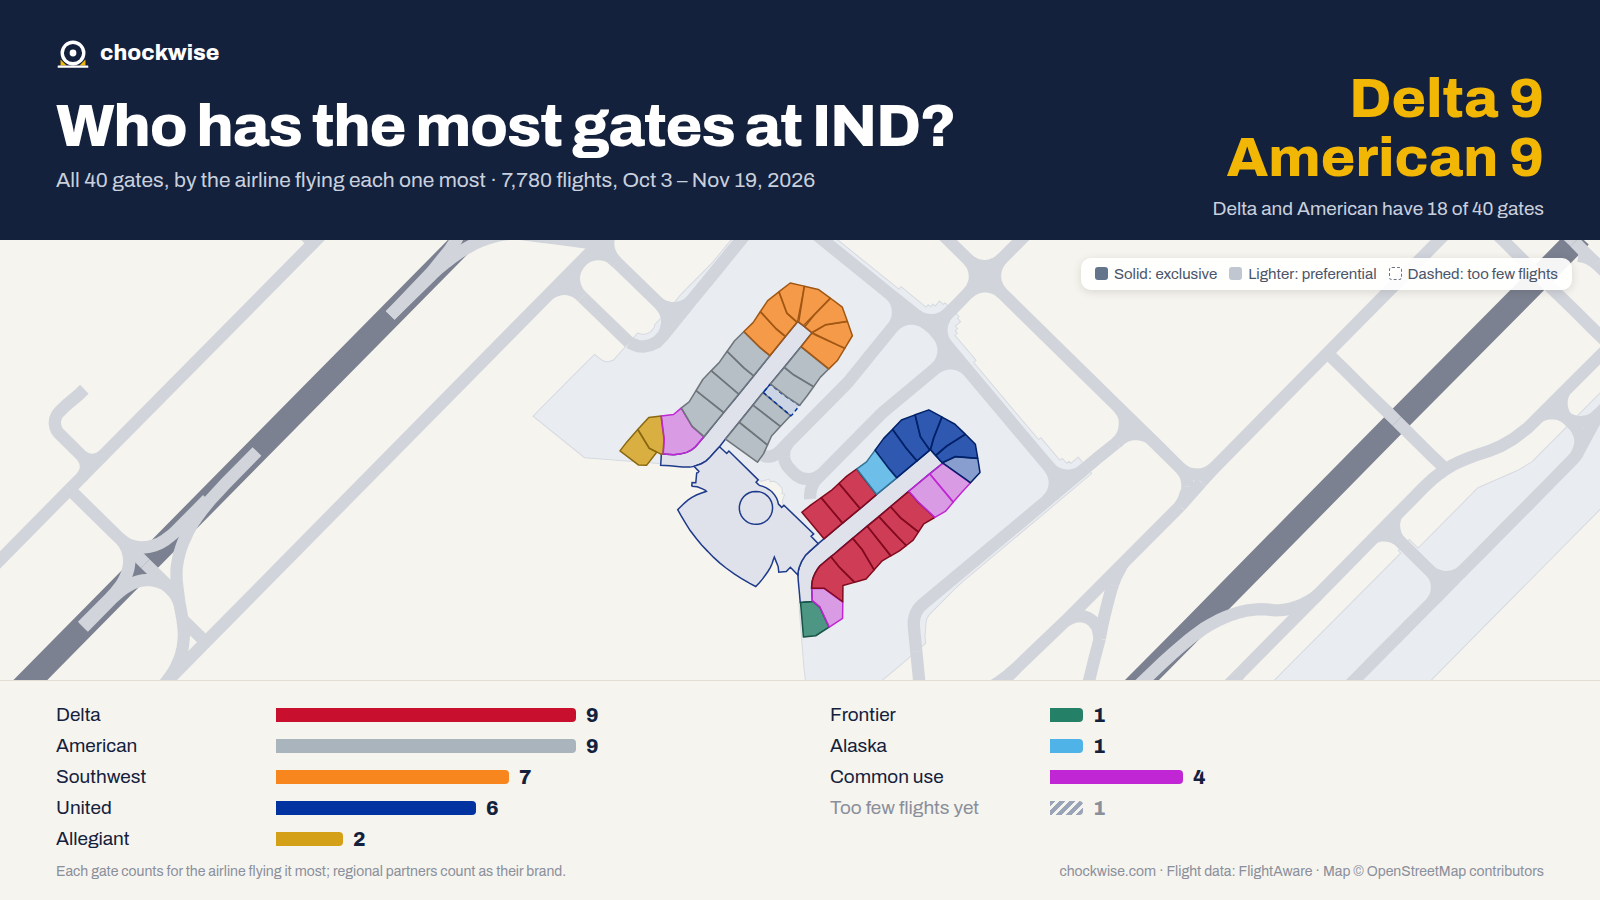 chockwise
Who has the most gates at IND?
All 40 gates, by the airline flying each one most · 7,780 flights, Oct 3 – Nov 19, 2026
Delta 9
American 9
Delta and American have 18 of 40 gates
Solid: exclusive Lighter: preferential Dashed: too few flights
Delta 9
American 9
Southwest 7
United 6
Allegiant 2
Frontier 1
Alaska 1
Common use 4
Too few flights yet 1
Each gate counts for the airline flying it most; regional partners count as their brand.
chockwise.com · Flight data: FlightAware · Map © OpenStreetMap contributors